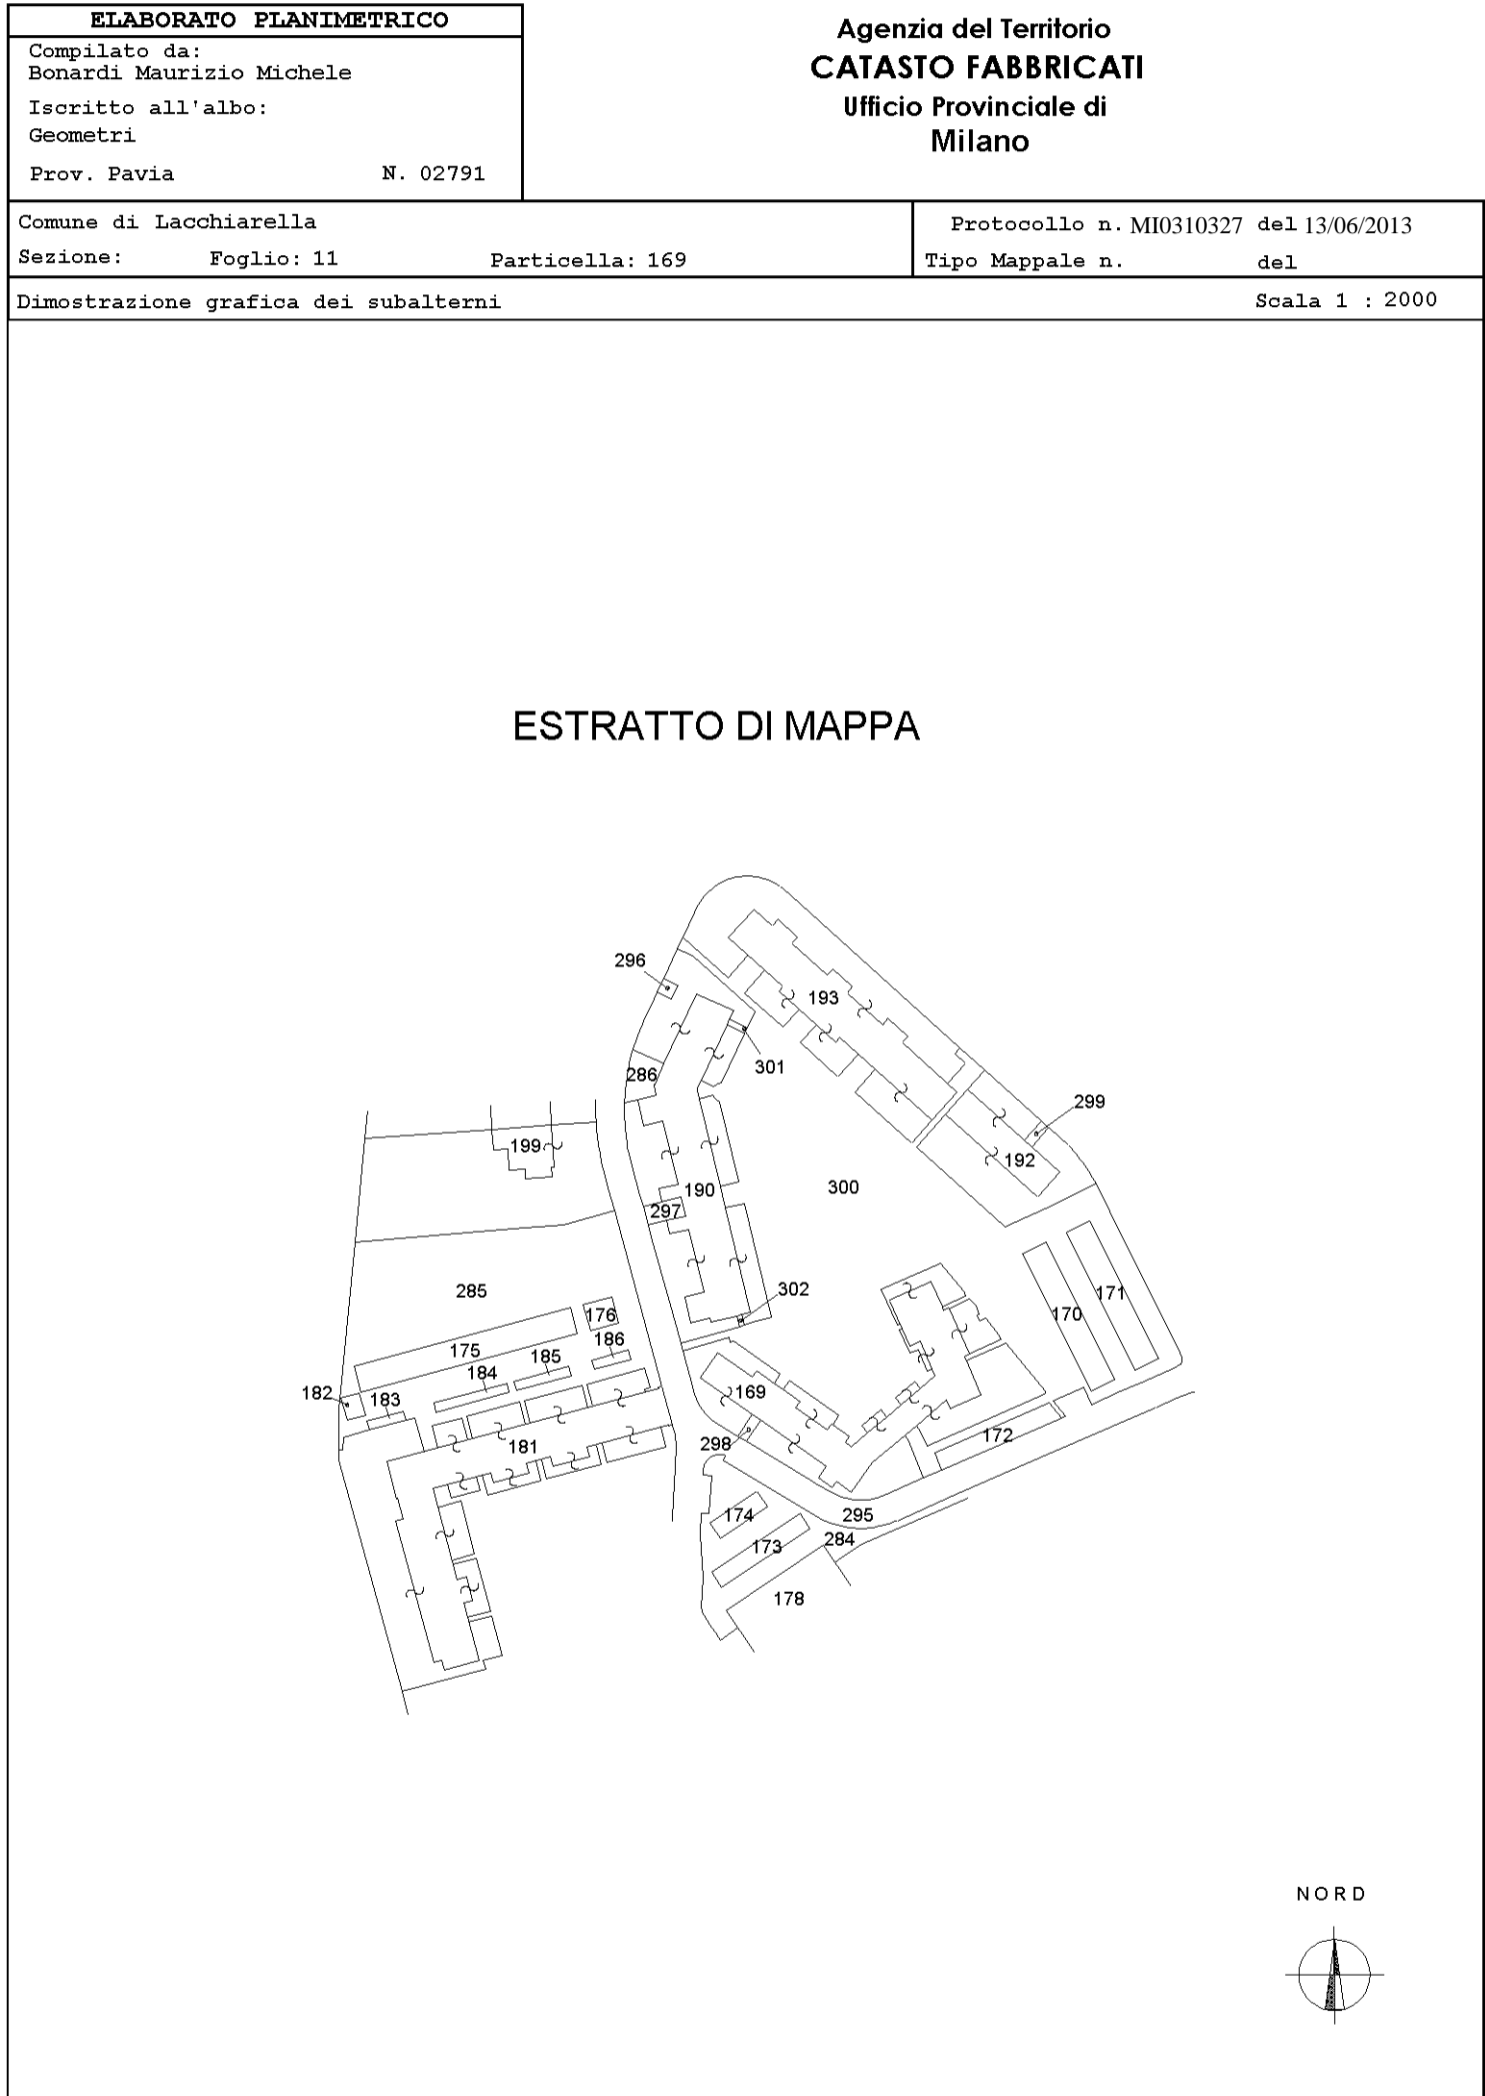 ELABORATO PLANIMETRICO
Compilato da:
Bonardi Maurizio Michele
Iscritto all'albo:
Geometri
Prov. Pavia N. 02791
Agenzia del Territorio
CATASTO FABBRICATI
Ufficio Provinciale di
Milano
Comune di Lacchiarella
Sezione: Foglio: 11 Particella: 169
Protocollo n. MI0310327 del 13/06/2013
Tipo Mappale n. del
Dimostrazione grafica dei subalterni Scala 1 : 2000
ESTRATTO DI MAPPA
296
193
301
286
299
199
192
190
300
297
285
302
176
171
170
186
175
185
184
182
183
169
181
298
172
174
295
173
284
178
NORD